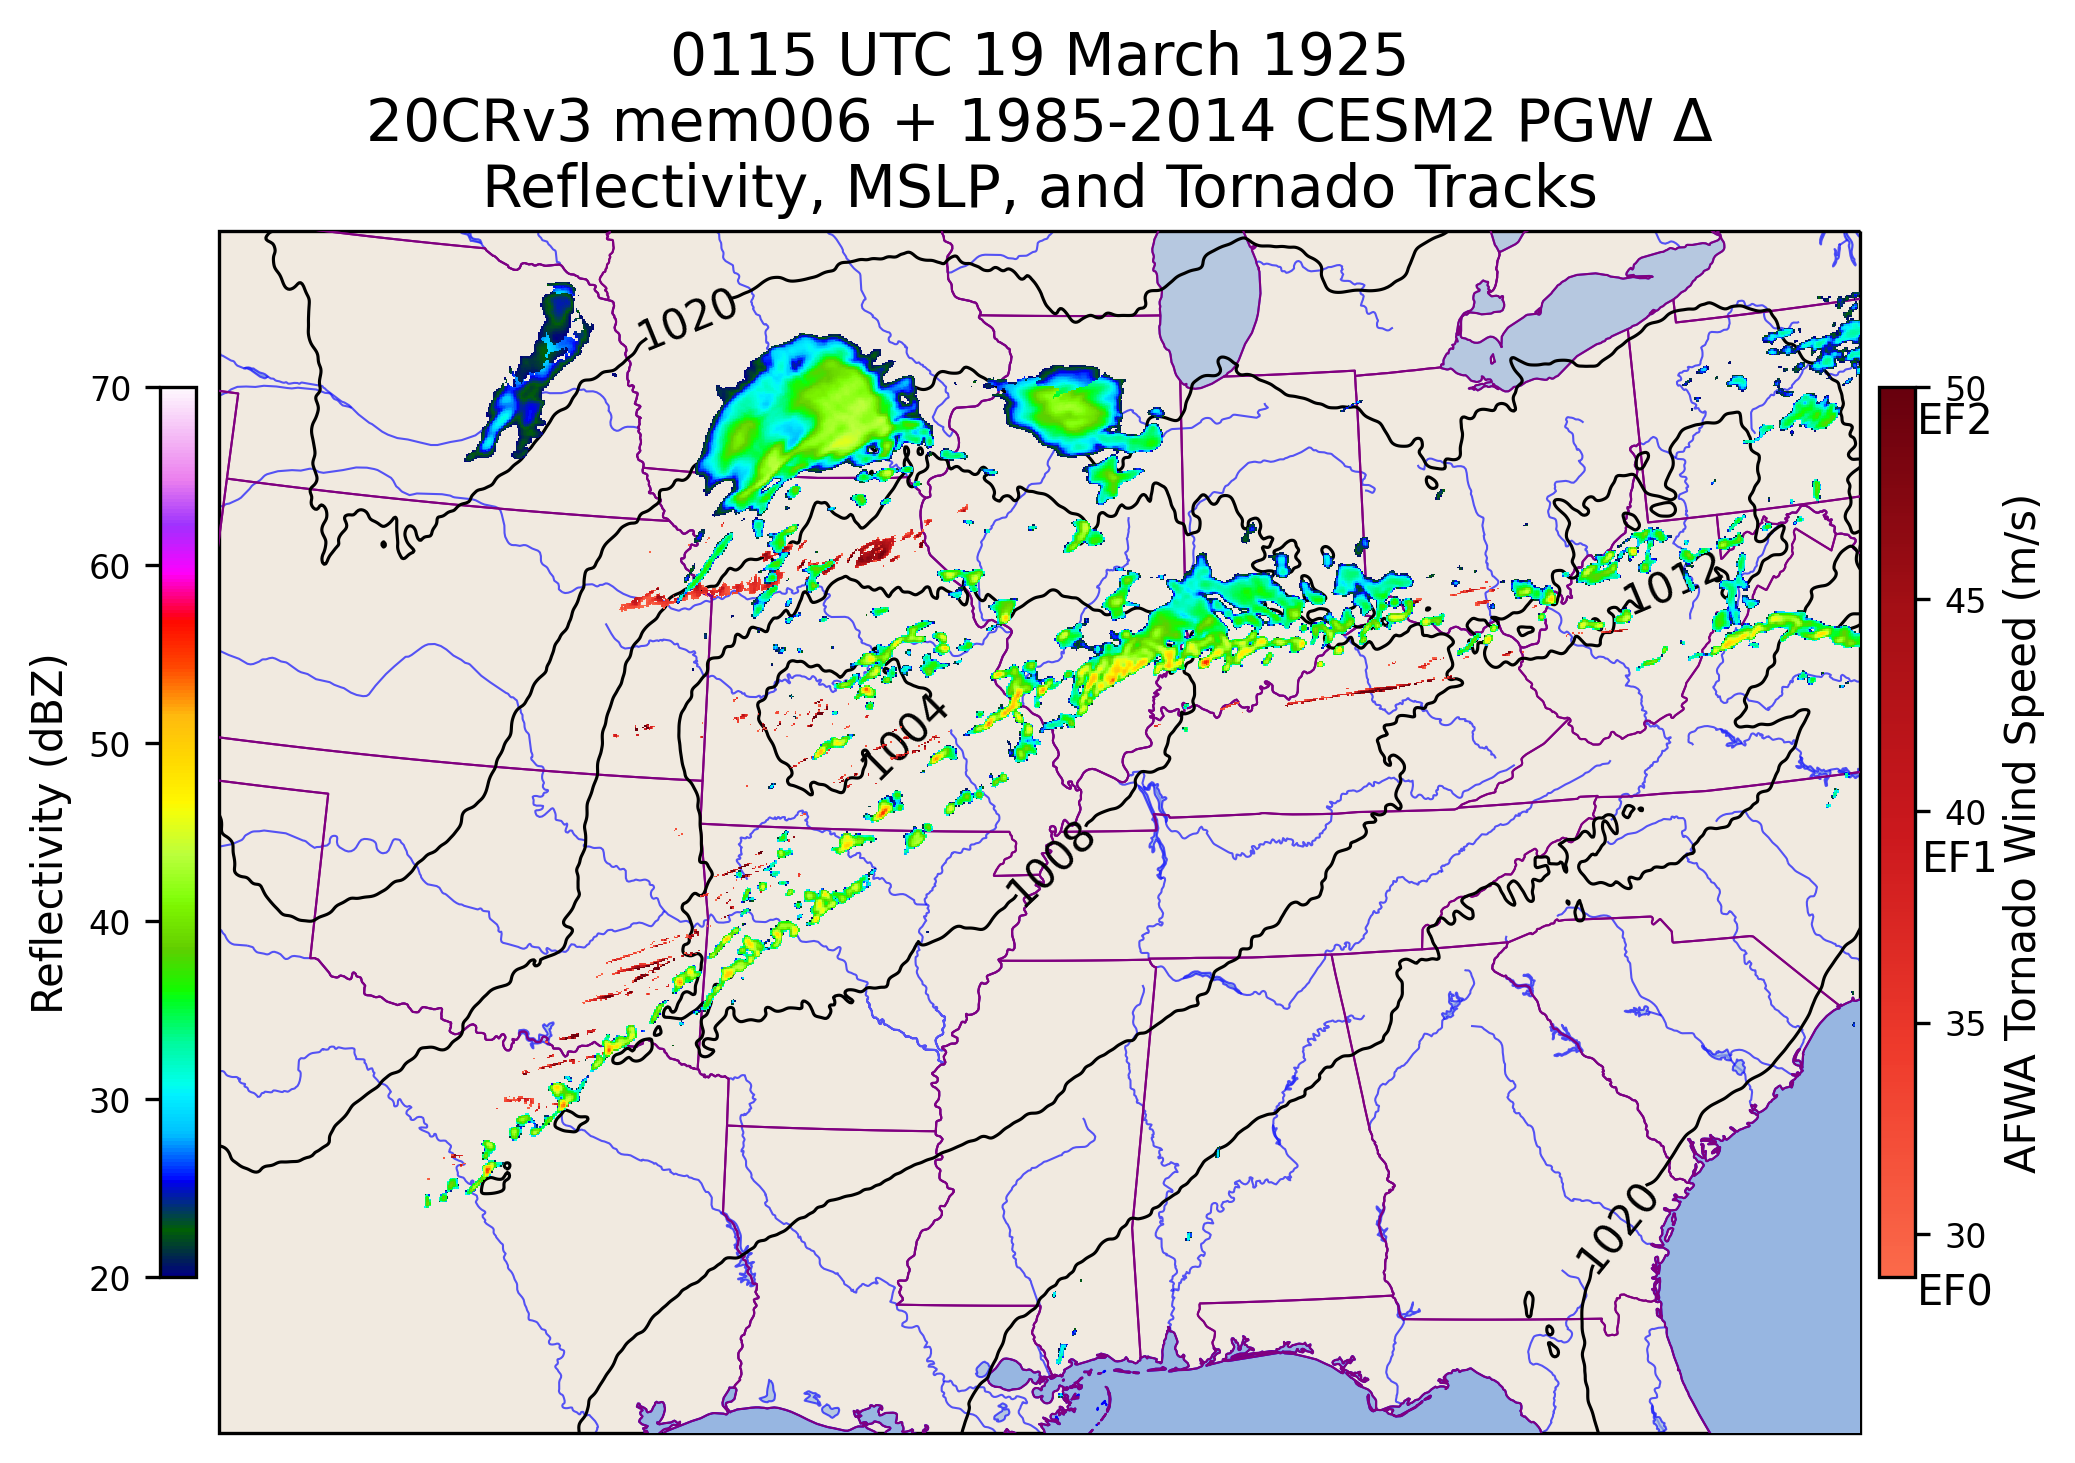 0115 UTC 19 March 1925
20CRv3 mem006 + 1985-2014 CESM2 PGW Δ
Reflectivity, MSLP, and Tornado Tracks
1020
1012
1004
1008
1020
70
60
50
40
30
20
Reflectivity (dBZ)
50
EF2
45
40
EF1
35
30
EF0
AFWA Tornado Wind Speed (m/s)